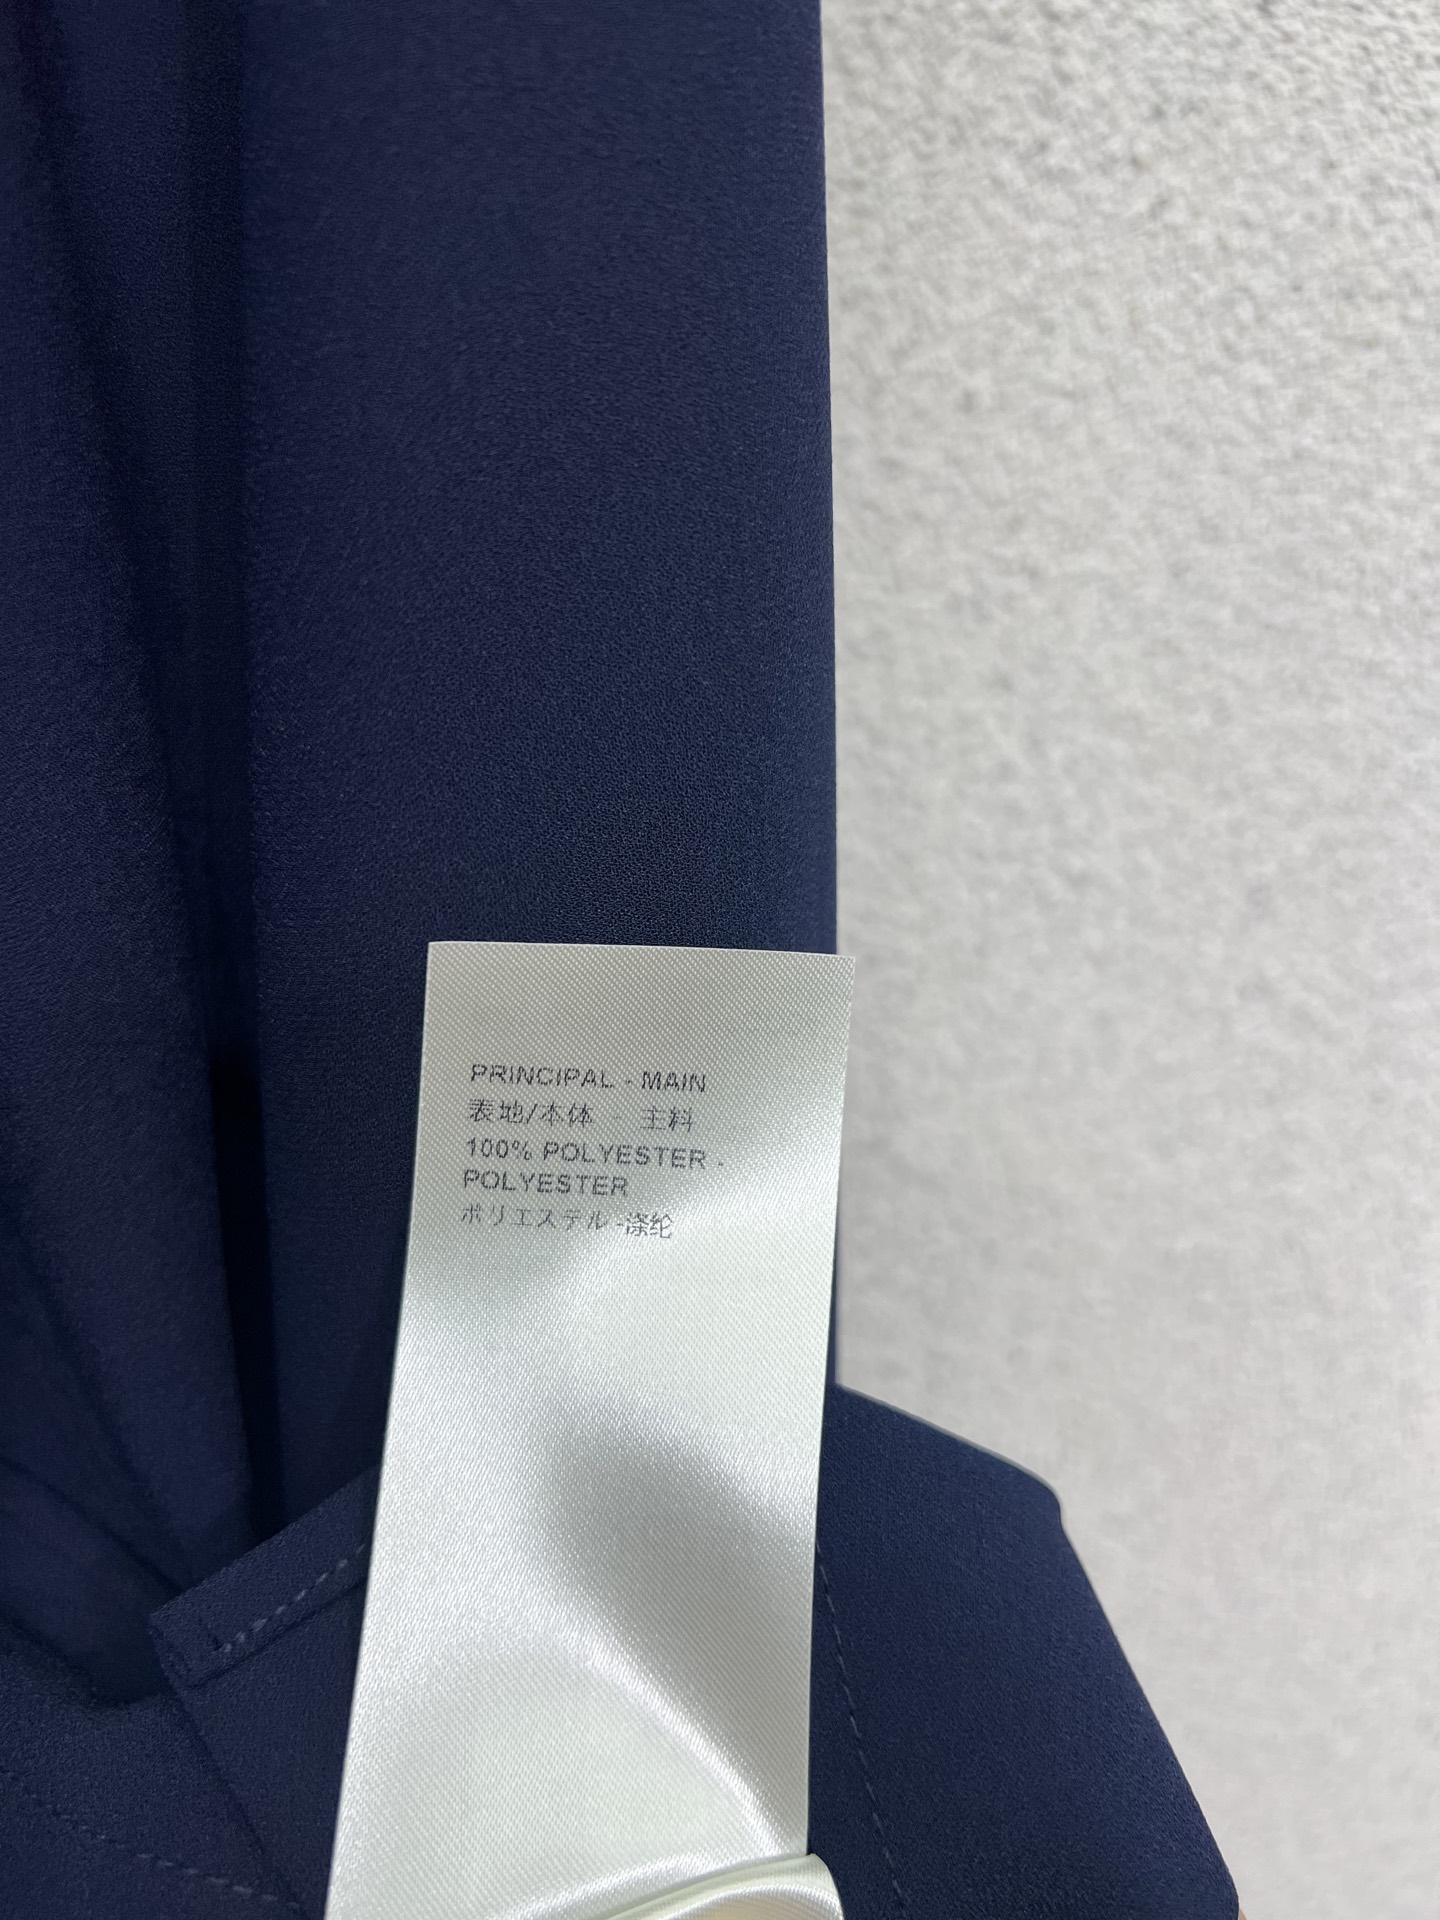 PRINCIPAL - MAIN
表地/本体 - 主料
100% POLYESTER -
POLYESTER
ポリエステル-涤纶